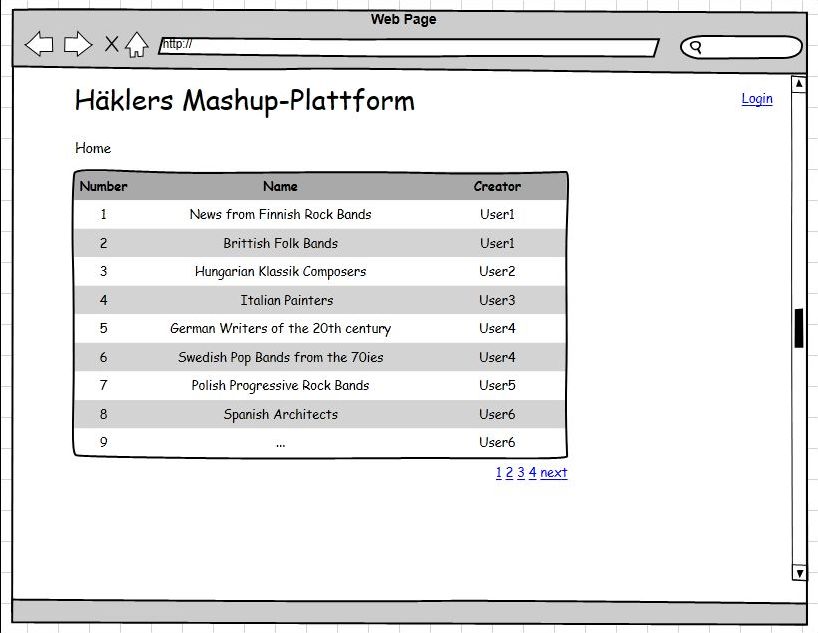 Web Page
X
http://
Häklers Mashup-Plattform
Login
Home
Number Name Creator
1 News from Finnish Rock Bands User1
2 Brittish Folk Bands User1
3 Hungarian Klassik Composers User2
4 Italian Painters User3
5 German Writers of the 20th century User4
6 Swedish Pop Bands from the 70ies User4
7 Polish Progressive Rock Bands User5
8 Spanish Architects User6
9 ... User6
1 2 3 4 next